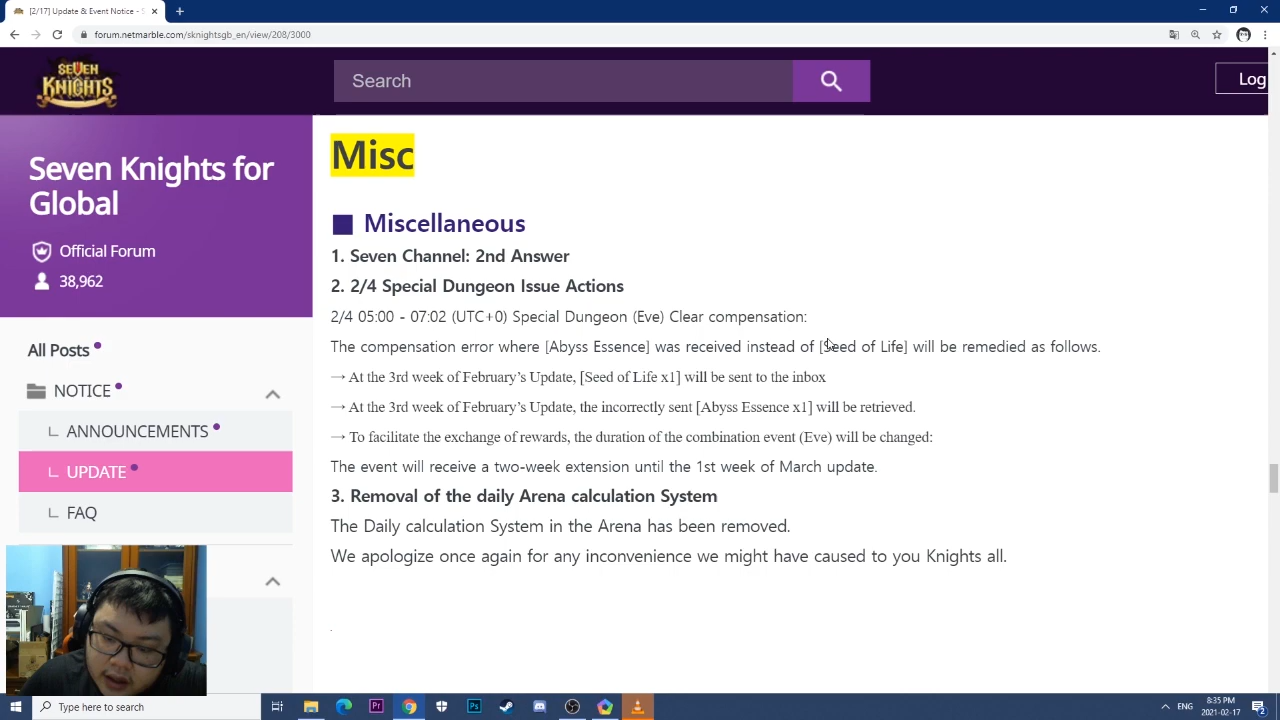 [2/17] Update & Event Notice - S
forum.netmarble.com/sknightsgb_en/view/208/3000
SEVEN
KNIGHTS
Search
Log
Seven Knights for
Global
Official Forum
38,962
All Posts
NOTICE
ANNOUNCEMENTS
UPDATE
FAQ
Misc
Miscellaneous
1. Seven Channel: 2nd Answer
2. 2/4 Special Dungeon Issue Actions
2/4 05:00 - 07:02 (UTC+0) Special Dungeon (Eve) Clear compensation:
The compensation error where [Abyss Essence] was received instead of [Seed of Life] will be remedied as follows.
→ At the 3rd week of February's Update, [Seed of Life x1] will be sent to the inbox
→ At the 3rd week of February's Update, the incorrectly sent [Abyss Essence x1] will be retrieved.
→ To facilitate the exchange of rewards, the duration of the combination event (Eve) will be changed:
The event will receive a two-week extension until the 1st week of March update.
3. Removal of the daily Arena calculation System
The Daily calculation System in the Arena has been removed.
We apologize once again for any inconvenience we might have caused to you Knights all.
Type here to search
ENG
8:35 PM
2021-02-17